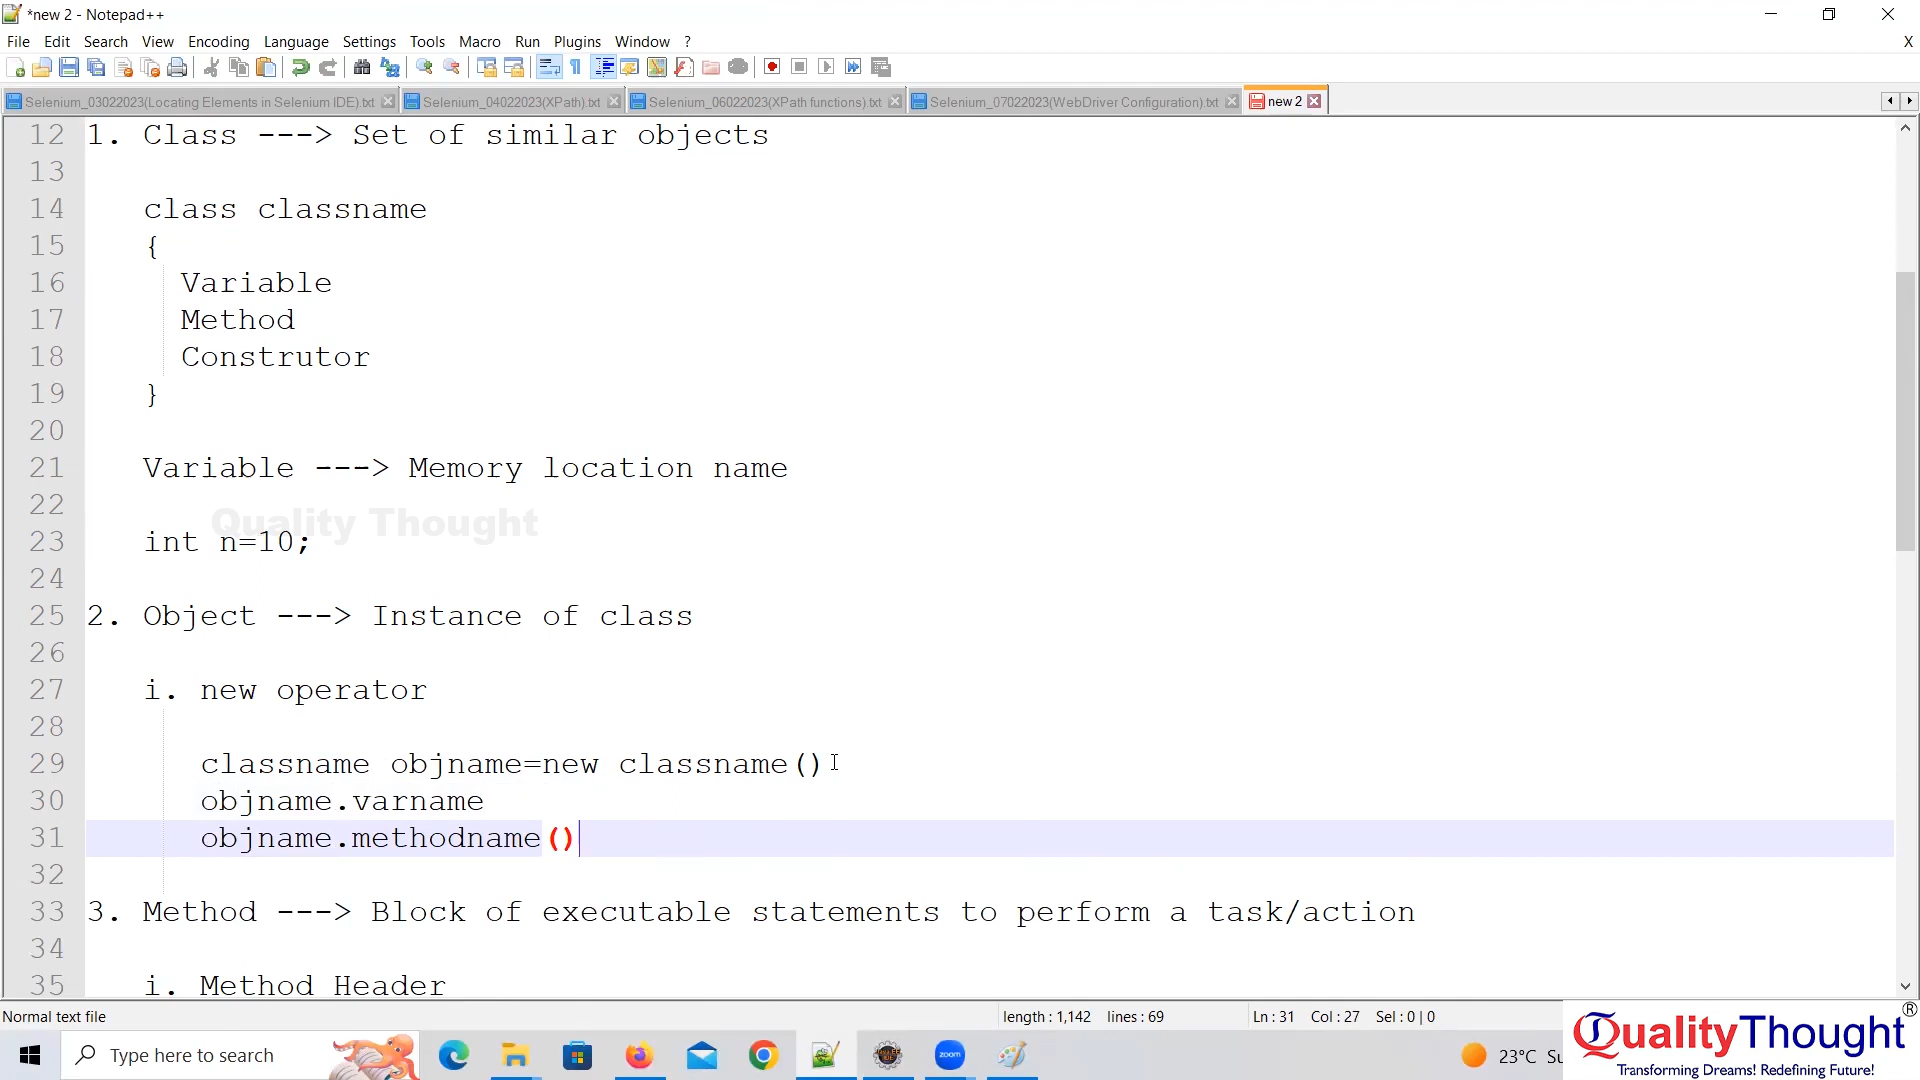 *new 2 - Notepad++
File Edit Search View Encoding Language Settings Tools Macro Run Plugins Window ? X
Selenium_03022023(Locating Elements in Selenium IDE).txt Selenium_04022023(XPath).txt Selenium_06022023(XPath functions).txt Selenium_07022023(WebDriver Configuration).txt new 2
12 1. Class ---> Set of similar objects
13
14 class classname
15 {
16 Variable
17 Method
18 Construtor
19 }
20
21 Variable ---> Memory location name
22
Quality Thought
23 int n=10;
24
25 2. Object ---> Instance of class
26
27 i. new operator
28
29 classname objname=new classname()
30 objname.varname
31 objname.methodname()
32
33 3. Method ---> Block of executable statements to perform a task/action
34
35 i. Method Header
Normal text file length : 1,142 lines : 69 Ln : 31 Col : 27 Sel : 0 | 0
Type here to search zoom 23°C
QualityThought ®
Transforming Dreams! Redefining Future!